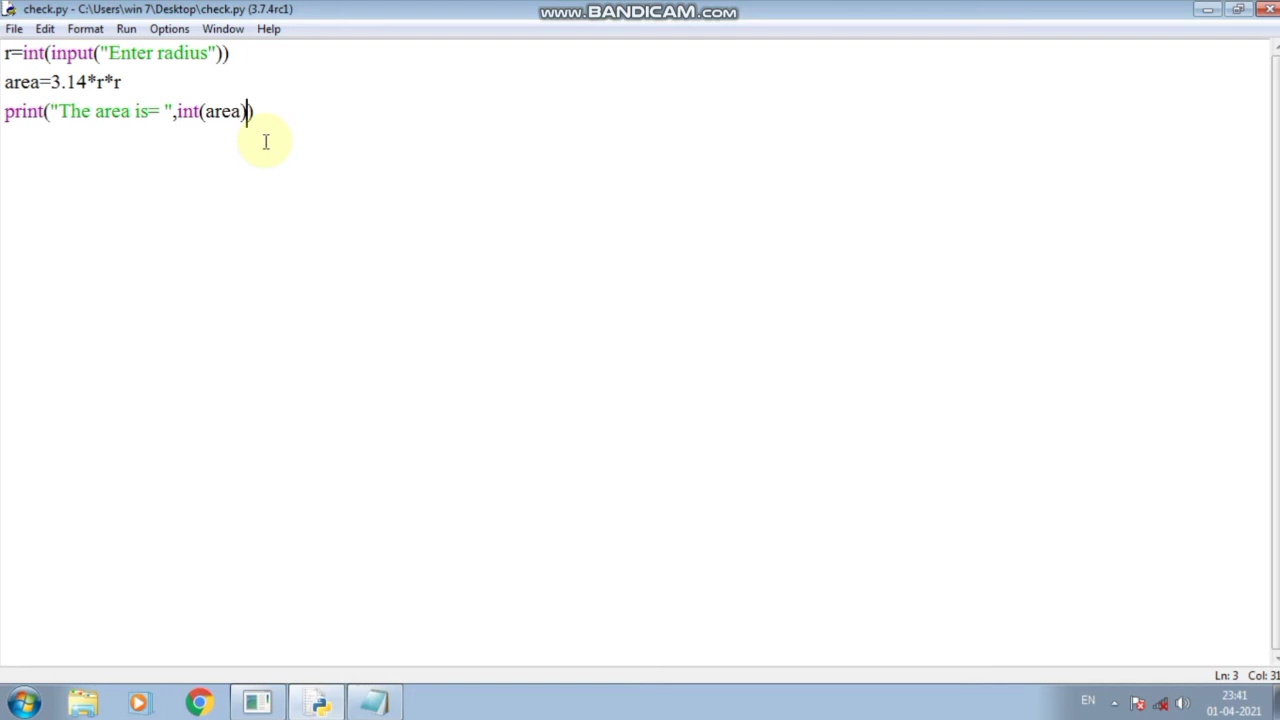 check.py - C:\Users\win 7\Desktop\check.py (3.7.4rc1)
www.BANDICAM.com
File Edit Format Run Options Window Help
r=int(input("Enter radius"))
area=3.14*r*r
print("The area is= ",int(area))
Ln: 3 Col: 31
EN
23:41
01-04-2021